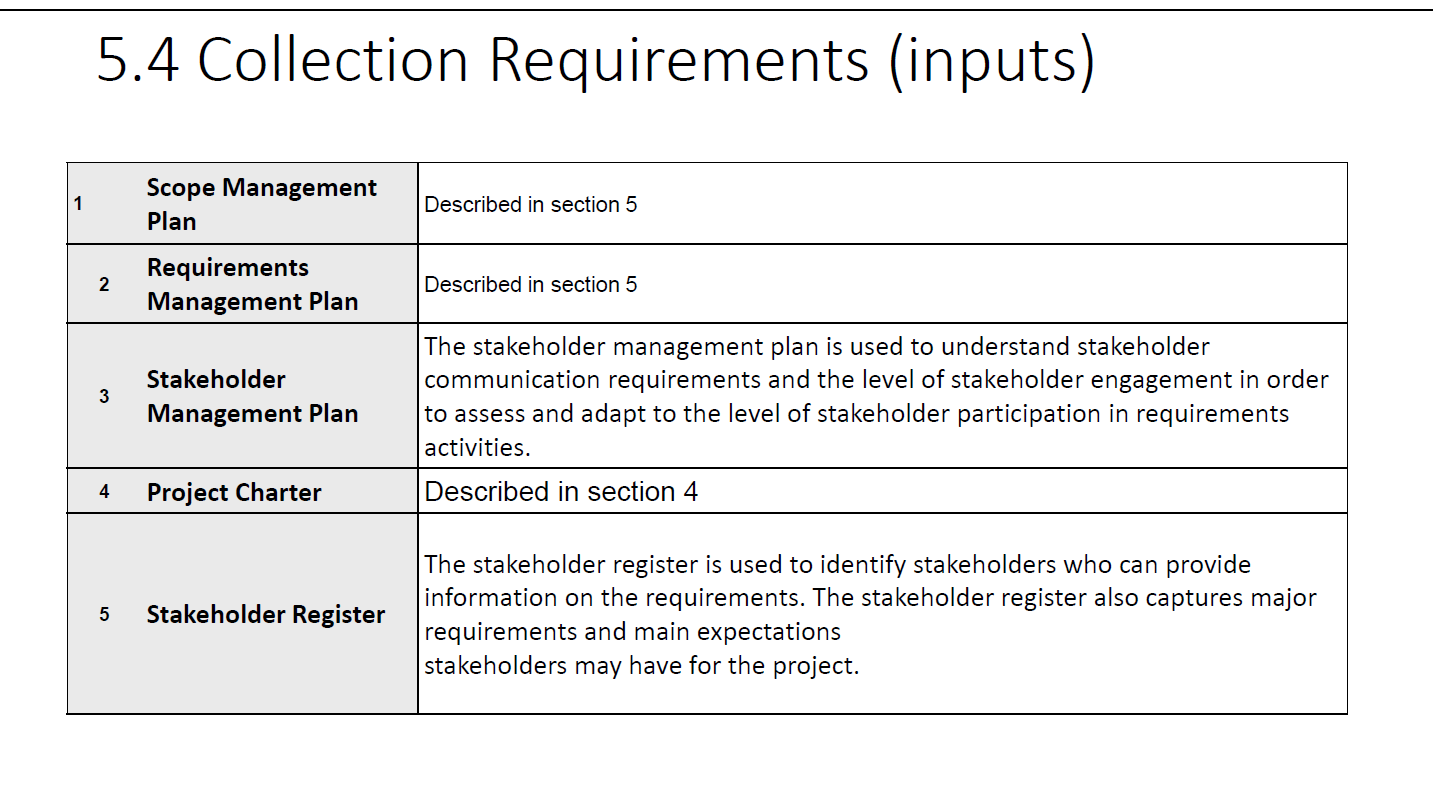 5.4 Collection Requirements (inputs)
1
Scope Management
Plan
Described in section 5
2
Requirements
Management Plan
Described in section 5
3
Stakeholder
Management Plan
The stakeholder management plan is used to understand stakeholder
communication requirements and the level of stakeholder engagement in order
to assess and adapt to the level of stakeholder participation in requirements
activities.
4
Project Charter
Described in section 4
5
Stakeholder Register
The stakeholder register is used to identify stakeholders who can provide
information on the requirements. The stakeholder register also captures major
requirements and main expectations
stakeholders may have for the project.